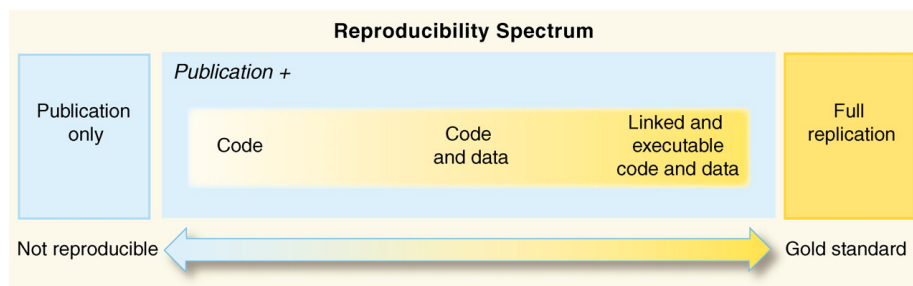 Reproducibility Spectrum
Publication +
Publication
only
Code
Code
and data
Linked and
executable
code and data
Full
replication
Not reproducible
Gold standard